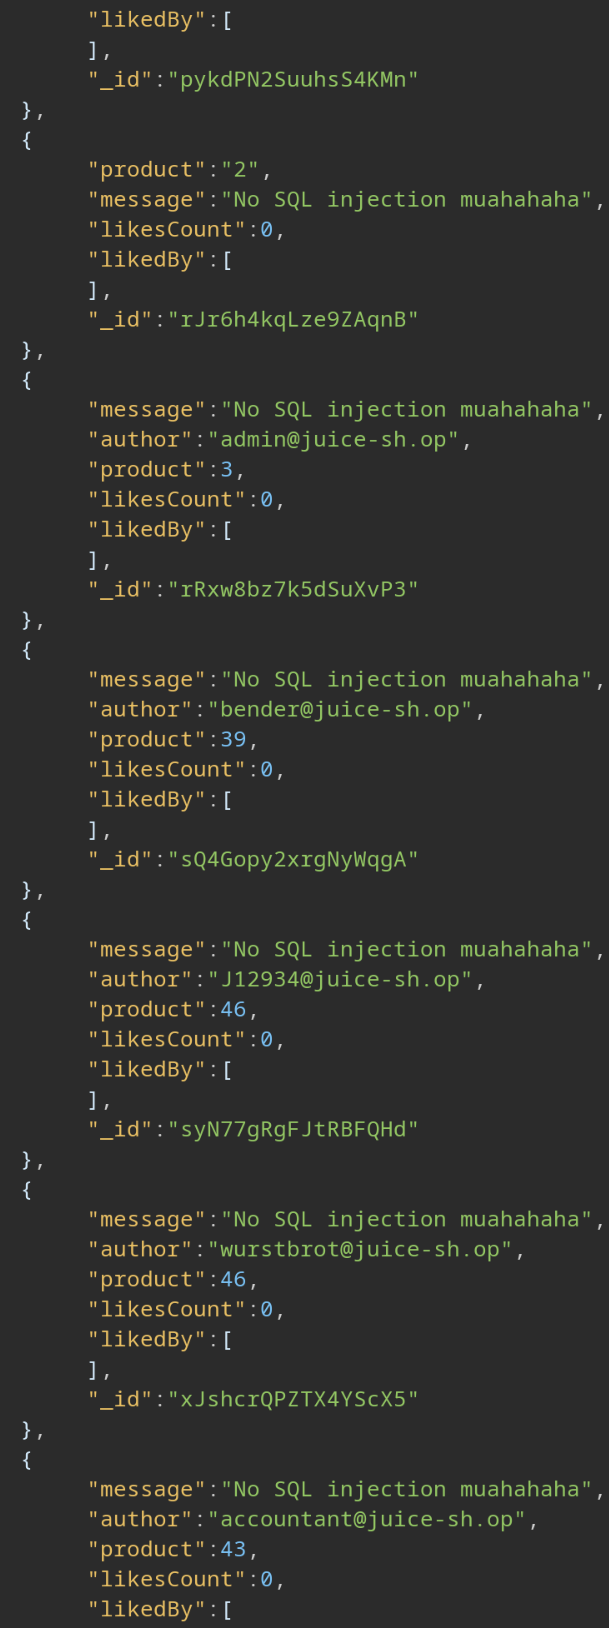 "likedBy":[
],
"_id":"pykdPN2SuuhsS4KMn"
},
{
"product":"2",
"message":"No SQL injection muahahaha",
"likesCount":0,
"likedBy":[
],
"_id":"rJr6h4kqLze9ZAqnB"
},
{
"message":"No SQL injection muahahaha",
"author":"admin@juice-sh.op",
"product":3,
"likesCount":0,
"likedBy":[
],
"_id":"rRxw8bz7k5dSuXvP3"
},
{
"message":"No SQL injection muahahaha",
"author":"bender@juice-sh.op",
"product":39,
"likesCount":0,
"likedBy":[
],
"_id":"sQ4Gopy2xrgNyWqgA"
},
{
"message":"No SQL injection muahahaha",
"author":"J12934@juice-sh.op",
"product":46,
"likesCount":0,
"likedBy":[
],
"_id":"syN77gRgFJtRBFQHd"
},
{
"message":"No SQL injection muahahaha",
"author":"wurstbrot@juice-sh.op",
"product":46,
"likesCount":0,
"likedBy":[
],
"_id":"xJshcrQPZTX4YScX5"
},
{
"message":"No SQL injection muahahaha",
"author":"accountant@juice-sh.op",
"product":43,
"likesCount":0,
"likedBy":[